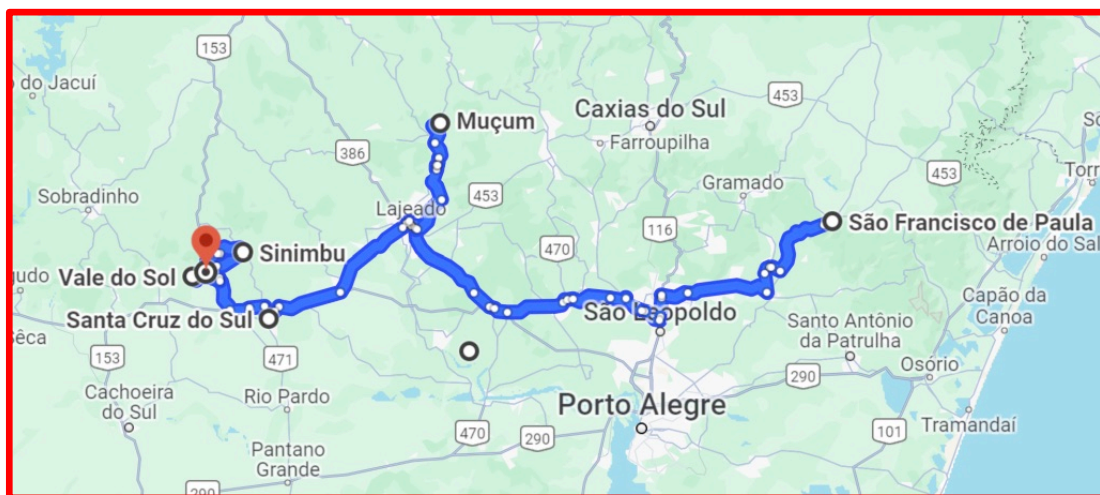 153
do Jacuí
Muçum
Caxias do Sul
Farroupilha
453
453
386
Sobradinho
Lajeado
453
Gramado
116
São Francisco de Paula
Arroio do Sal
470
Sinimbu
Vale do Sol
Santa Cruz do Sul
São Leopoldo
Capão da
Canoa
Santo Antônio
da Patrulha
153
471
Osório
Cachoeira
do Sul
Rio Pardo
290
Porto Alegre
Tramandaí
470
290
101
Pantano
Grande
290